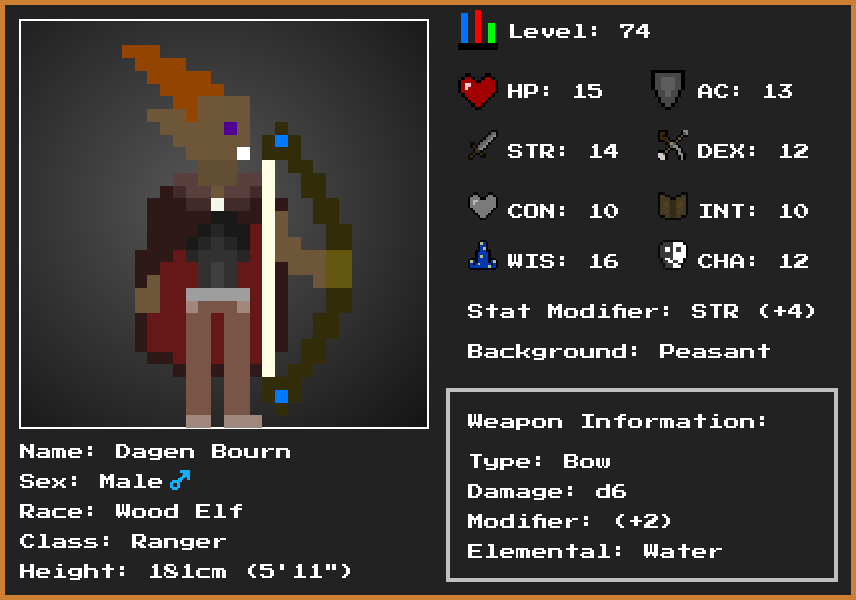 Level: 74
HP: 15 AC: 13
STR: 14 DEX: 12
CON: 10 INT: 10
WIS: 16 CHA: 12
Stat Modifier: STR (+4)
Background: Peasant
Weapon Information:
Type: Bow
Damage: d6
Modifier: (+2)
Elemental: Water
Name: Dagen Bourn
Sex: Male ♂
Race: Wood Elf
Class: Ranger
Height: 181cm (5'11")